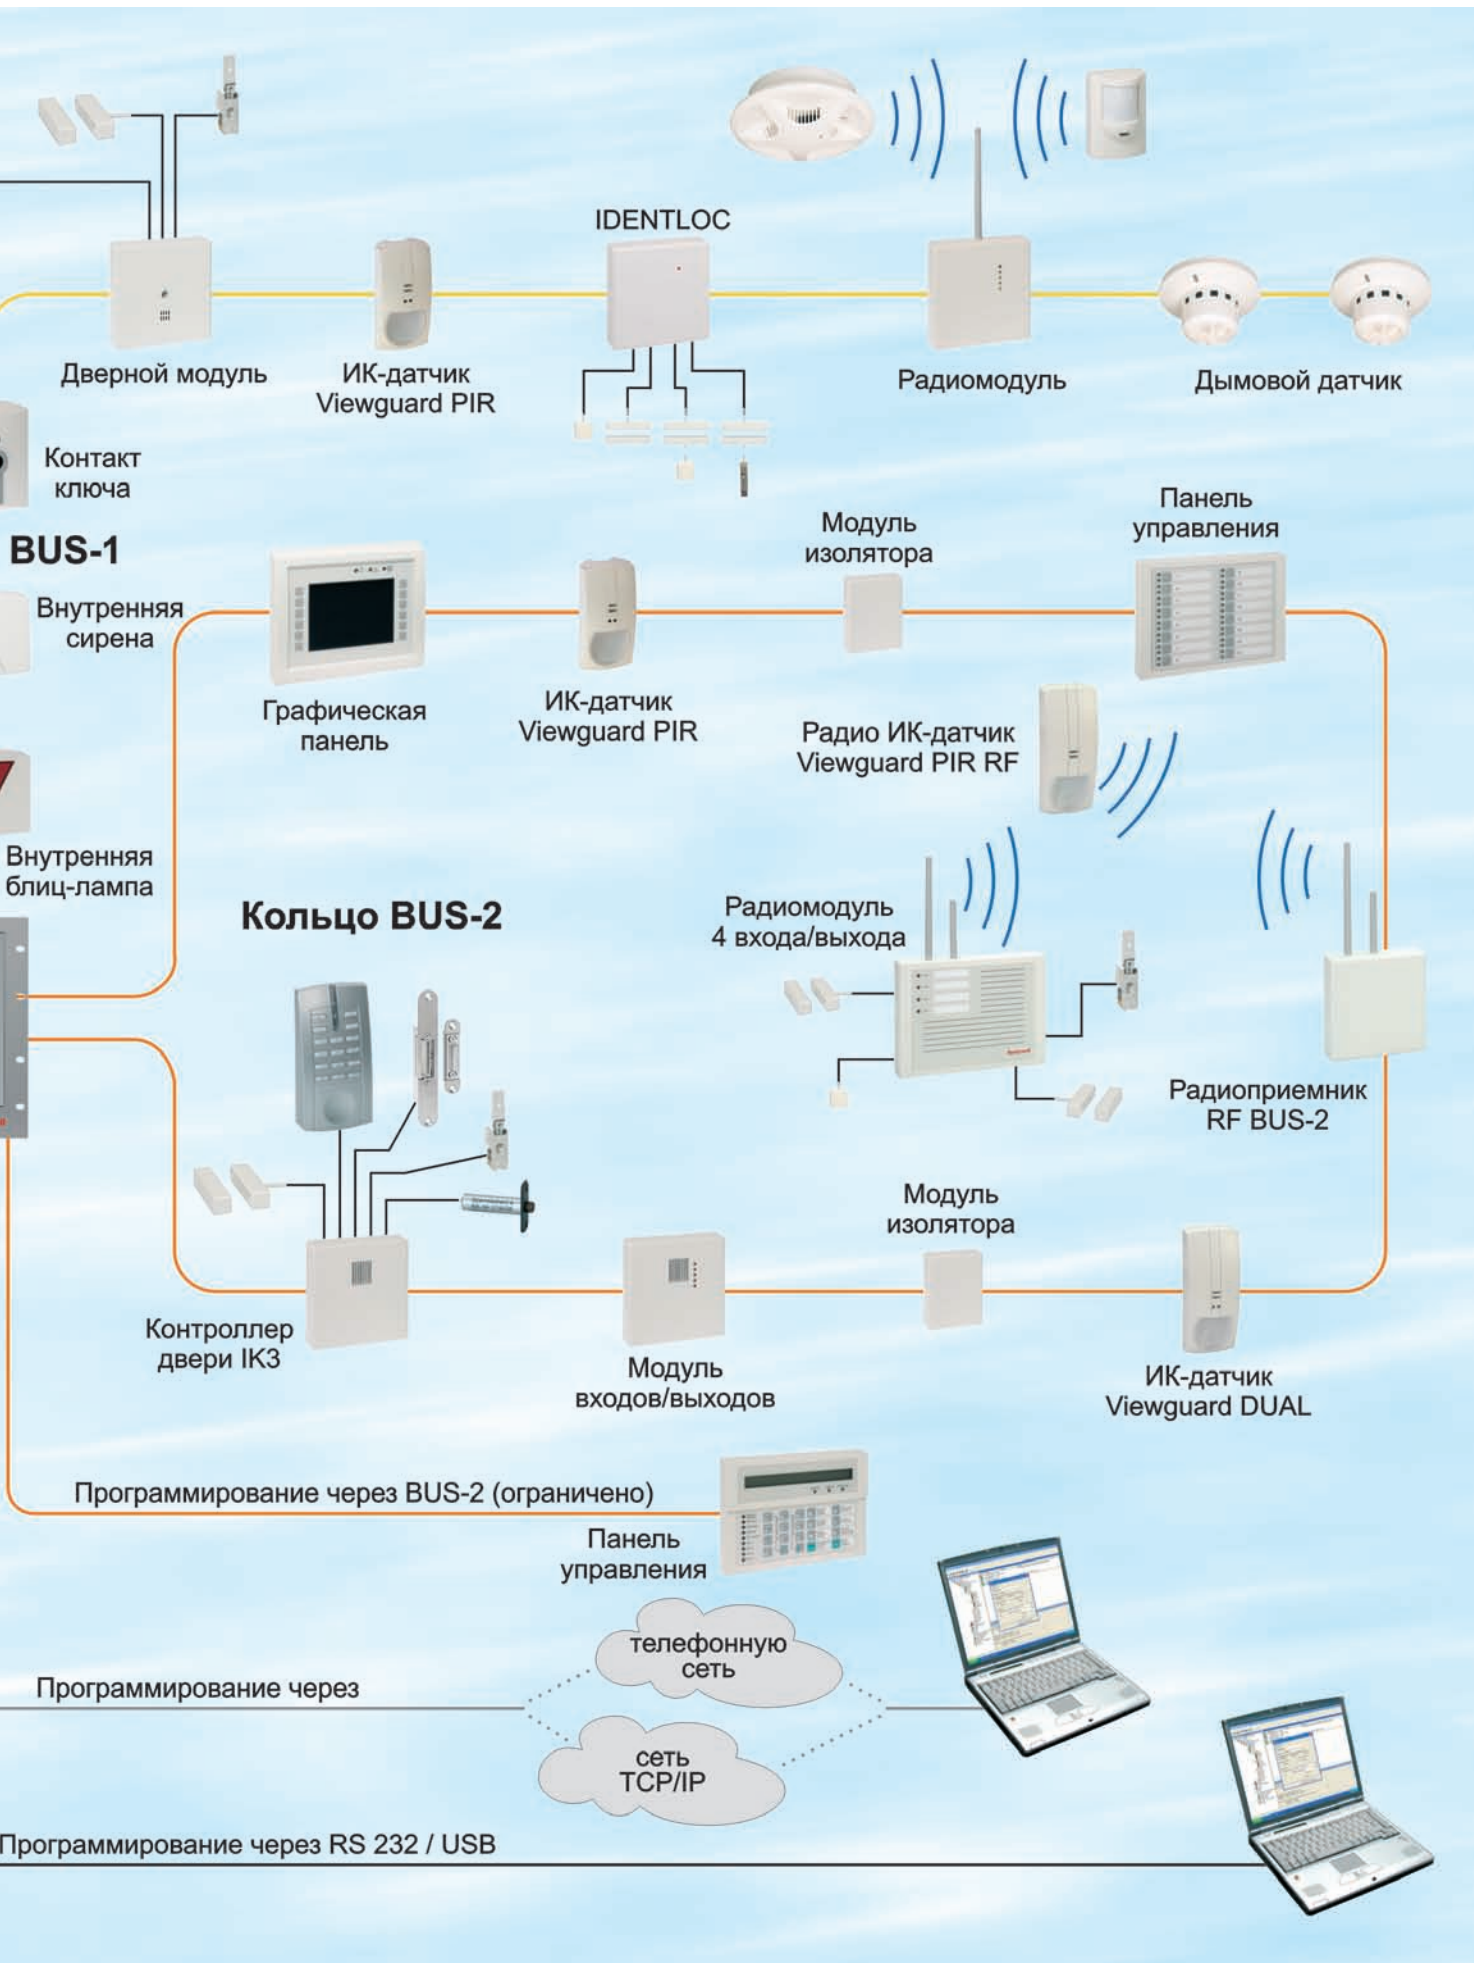 IDENTLOC
Дверной модуль
ИК-датчик
Viewguard PIR
Радиомодуль
Дымовой датчик
Контакт
ключа
BUS-1
Модуль
изолятора
Панель
управления
Внутренняя
сирена
Графическая
панель
ИК-датчик
Viewguard PIR
Радио ИК-датчик
Viewguard PIR RF
Внутренняя
блиц-лампа
Кольцо BUS-2
Радиомодуль
4 входа/выхода
Радиоприемник
RF BUS-2
Модуль
изолятора
Контроллер
двери IK3
Модуль
входов/выходов
ИК-датчик
Viewguard DUAL
Программирование через BUS-2 (ограничено)
Панель
управления
телефонную
сеть
Программирование через
сеть
TCP/IP
Программирование через RS 232 / USB